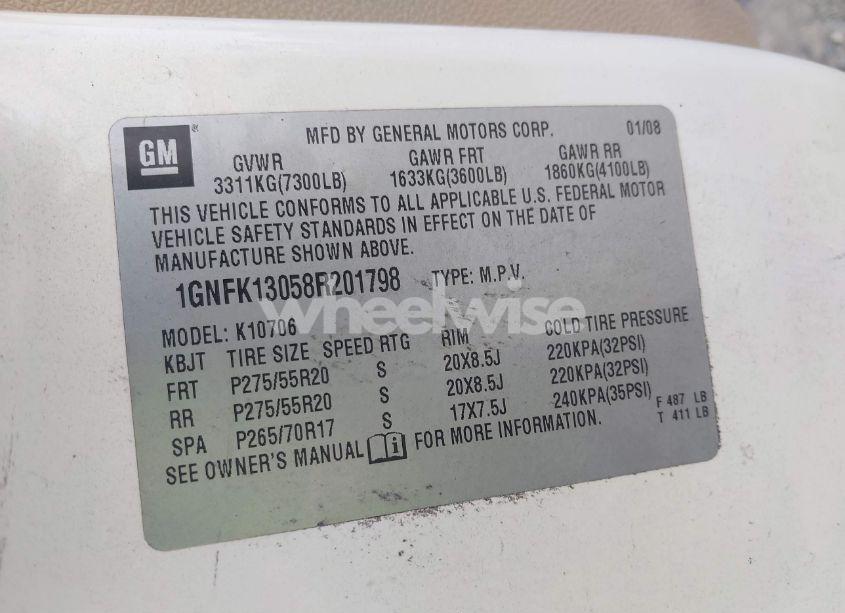 GM
MFD BY GENERAL MOTORS CORP. 01/08
GVWR GAWR FRT GAWR RR
3311KG(7300LB) 1633KG(3600LB) 1860KG(4100LB)
THIS VEHICLE CONFORMS TO ALL APPLICABLE U.S. FEDERAL MOTOR
VEHICLE SAFETY STANDARDS IN EFFECT ON THE DATE OF
MANUFACTURE SHOWN ABOVE.
1GNFK13058R201798 TYPE: M.P.V.
wheelwise
MODEL: K10706
KBJT TIRE SIZE SPEED RTG RIM COLD TIRE PRESSURE
FRT P275/55R20 S 20X8.5J 220KPA(32PSI)
RR P275/55R20 S 20X8.5J 220KPA(32PSI)
SPA P265/70R17 S 17X7.5J 240KPA(35PSI)
F 487 LB
T 411 LB
SEE OWNER'S MANUAL i FOR MORE INFORMATION.